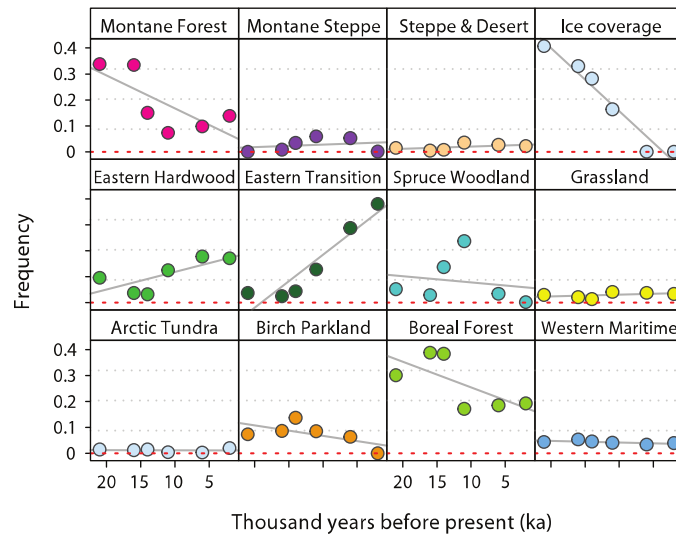 Montane Forest Montane Steppe Steppe & Desert Ice coverage
0.4
0.3
0.2
0.1
0
Eastern Hardwood Eastern Transition Spruce Woodland Grassland
Frequency
Arctic Tundra Birch Parkland Boreal Forest Western Maritime
0.4
0.3
0.2
0.1
0
20 15 10 5 20 15 10 5
Thousand years before present (ka)